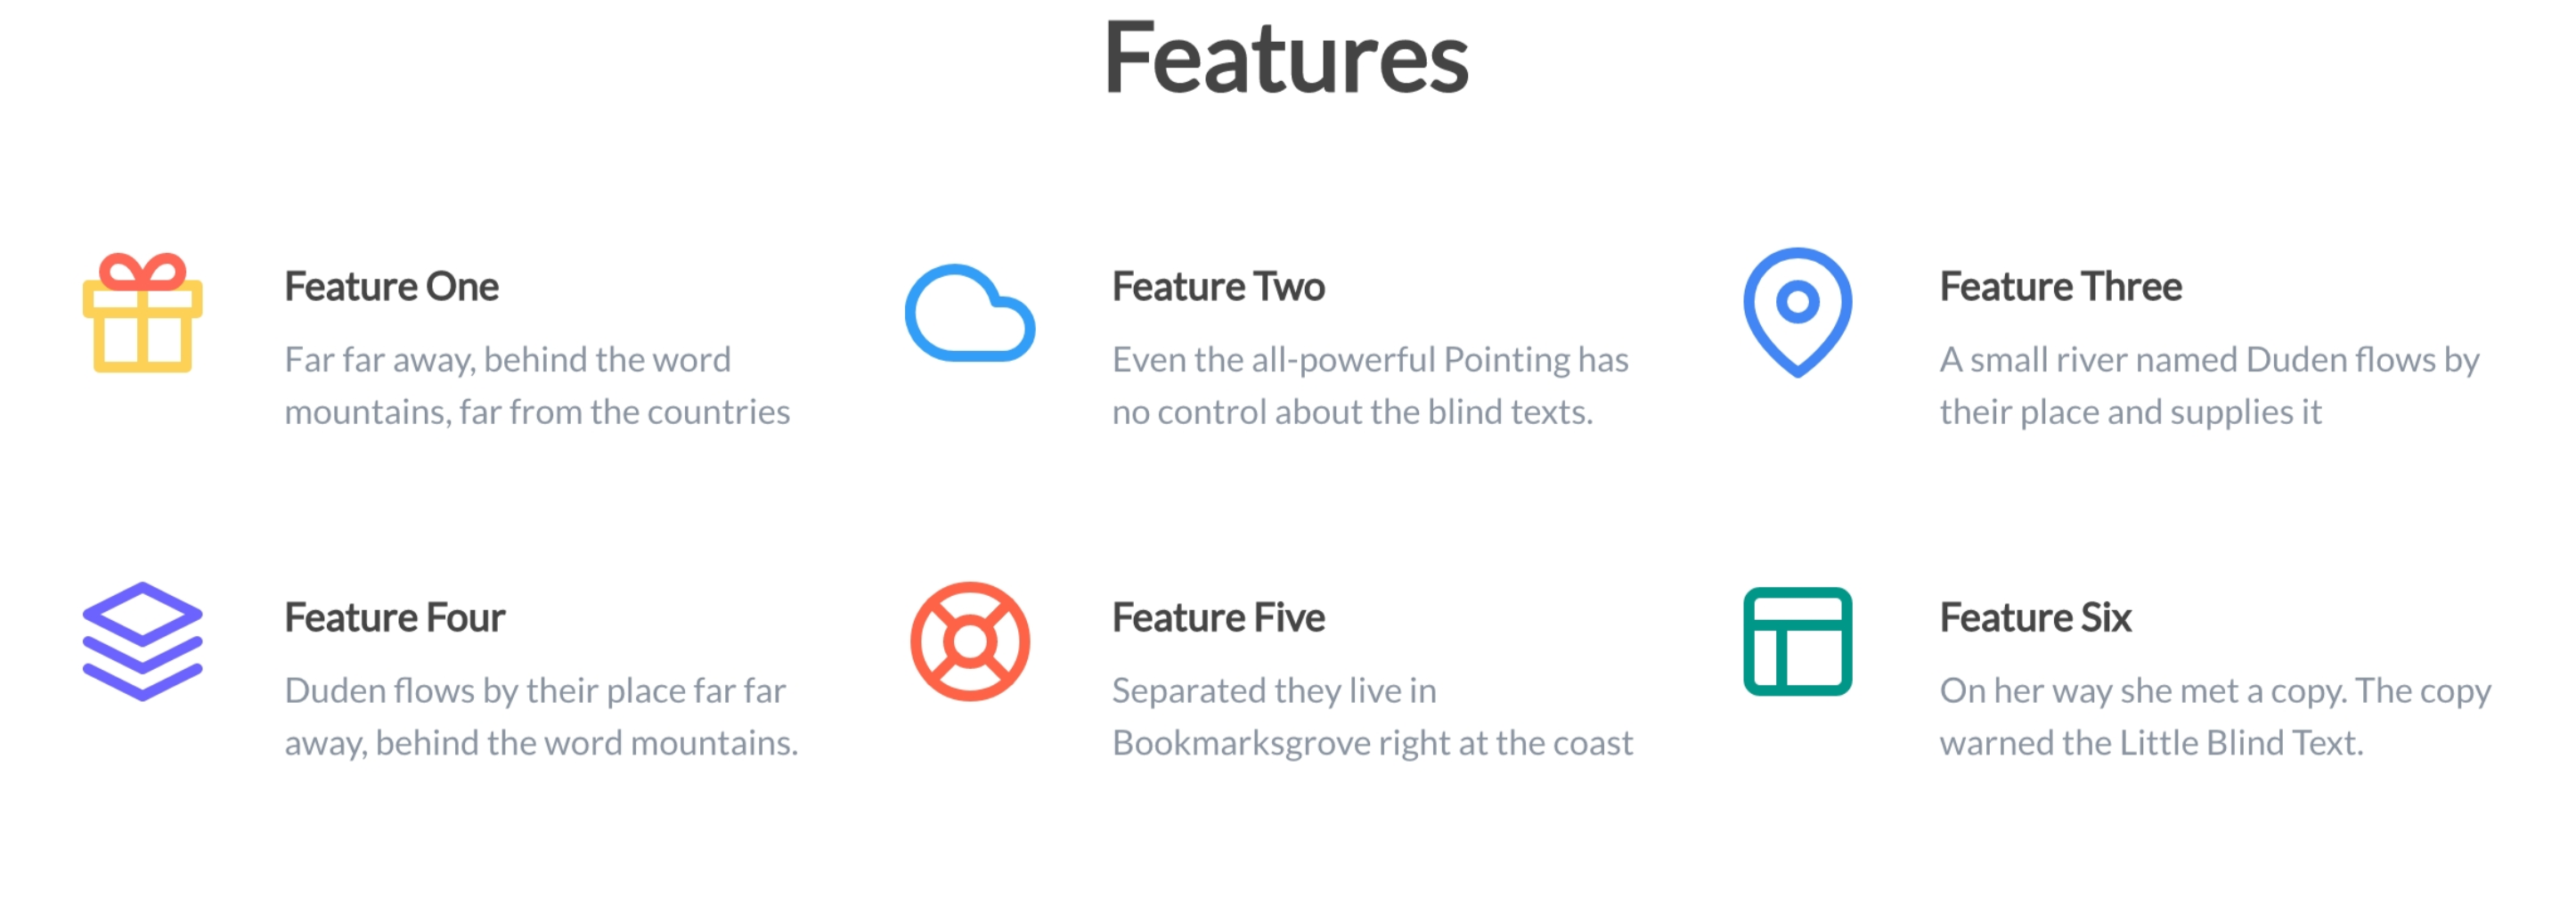 Features
Feature One
Far far away, behind the word
mountains, far from the countries
Feature Two
Even the all-powerful Pointing has
no control about the blind texts.
Feature Three
A small river named Duden flows by
their place and supplies it
Feature Four
Duden flows by their place far far
away, behind the word mountains.
Feature Five
Separated they live in
Bookmarksgrove right at the coast
Feature Six
On her way she met a copy. The copy
warned the Little Blind Text.